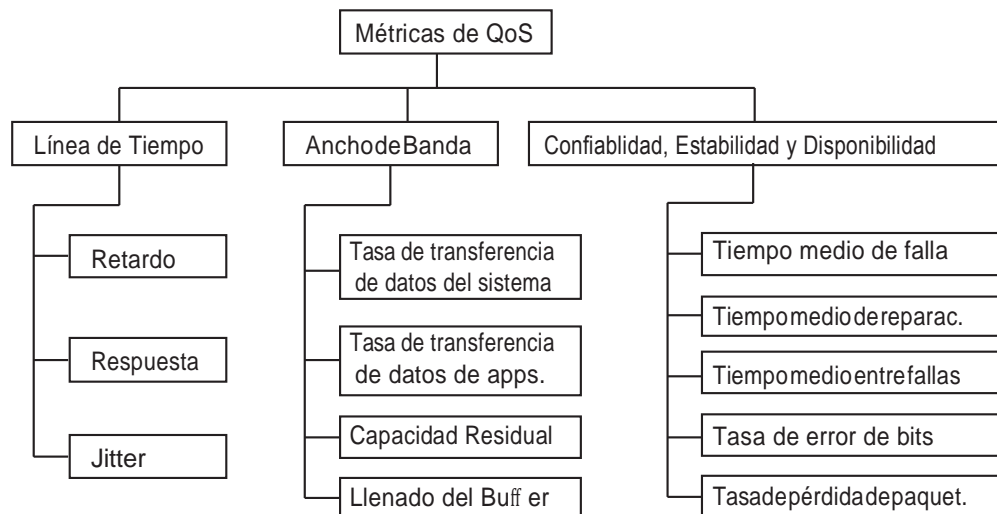 Métricas de QoS
Línea de Tiempo
AnchodeBanda
Confiablidad, Estabilidad y Disponibilidad
Retardo
Respuesta
Jitter
Tasa de transferencia
de datos del sistema
Tasa de transferencia
de datos de apps.
Capacidad Residual
Llenado del Buff er
Tiempo medio de falla
Tiempomediodereparac.
Tiempomedioentrefallas
Tasa de error de bits
Tasadepérdidadepaquet.